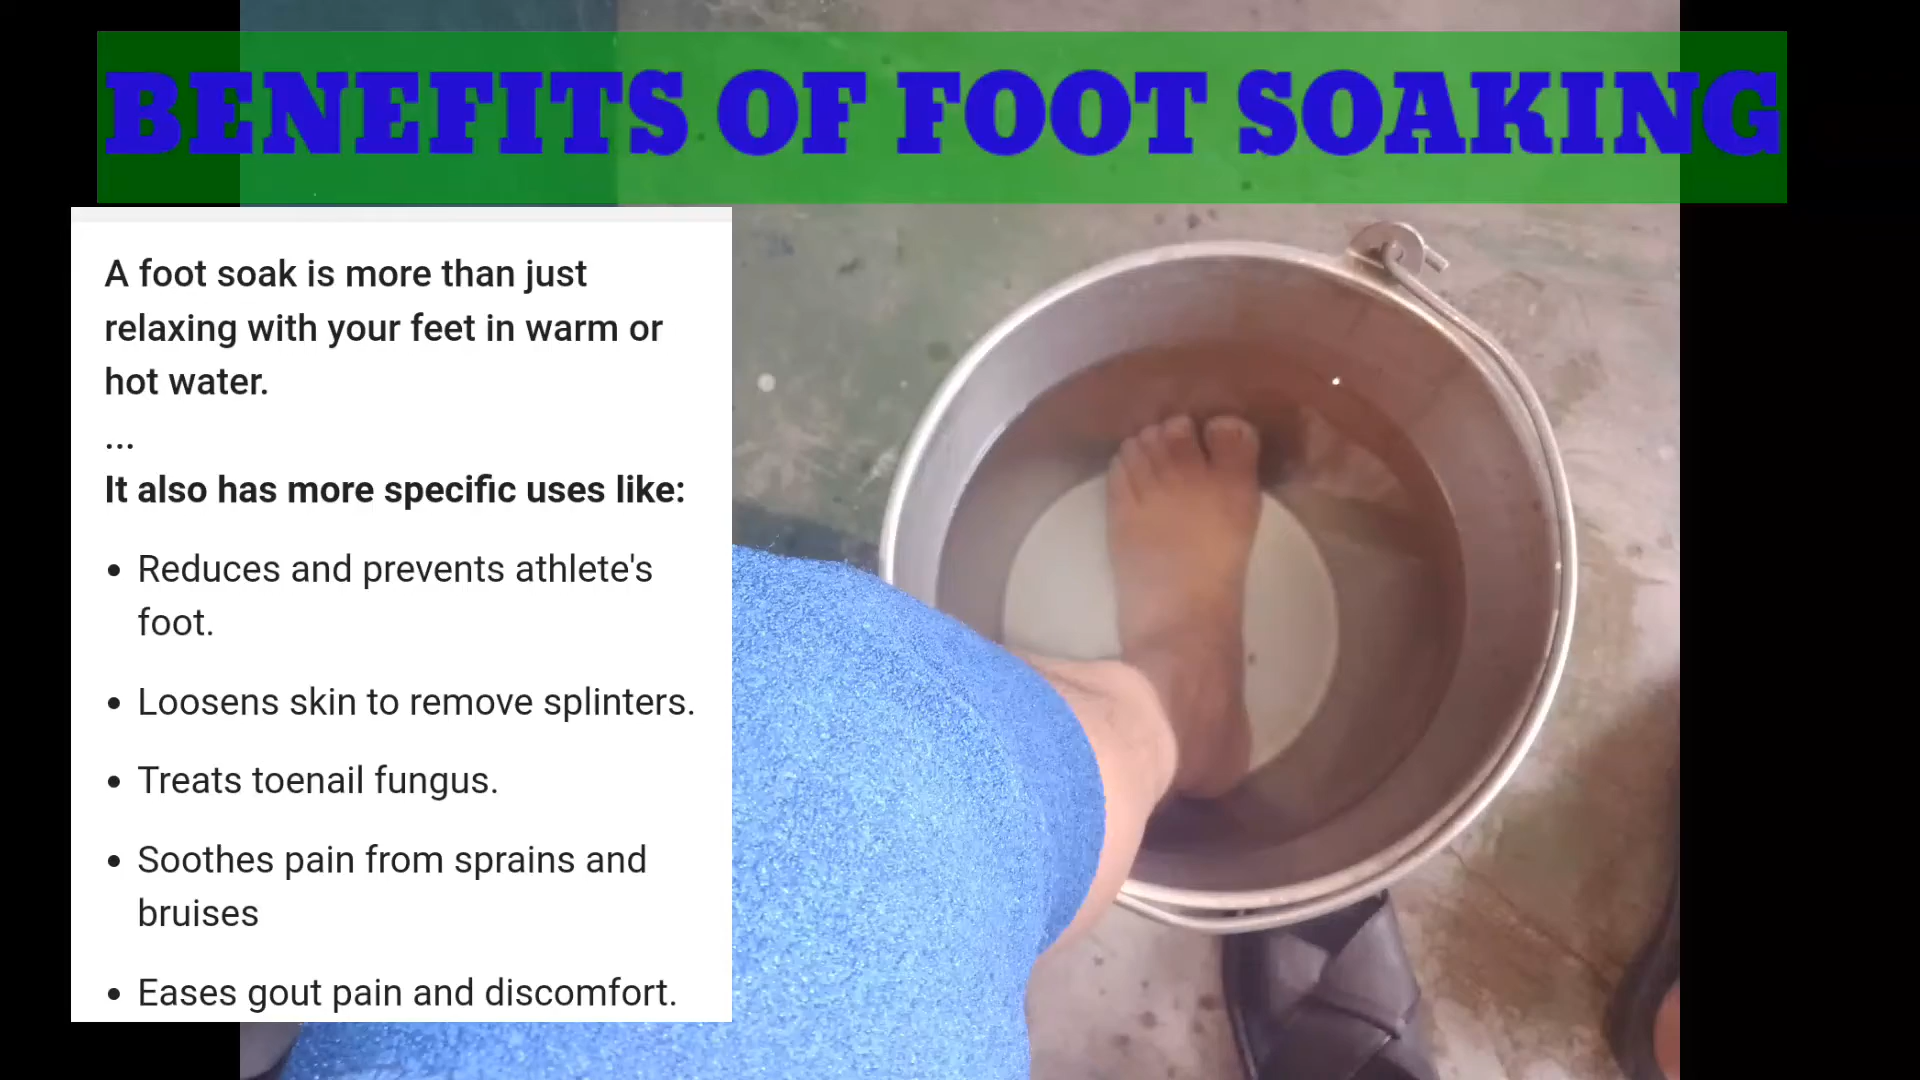 BENEFITS OF FOOT SOAKING
A foot soak is more than just
relaxing with your feet in warm or
hot water.
...
It also has more specific uses like:
• Reduces and prevents athlete's
foot.
• Loosens skin to remove splinters.
• Treats toenail fungus.
• Soothes pain from sprains and
bruises
• Eases gout pain and discomfort.